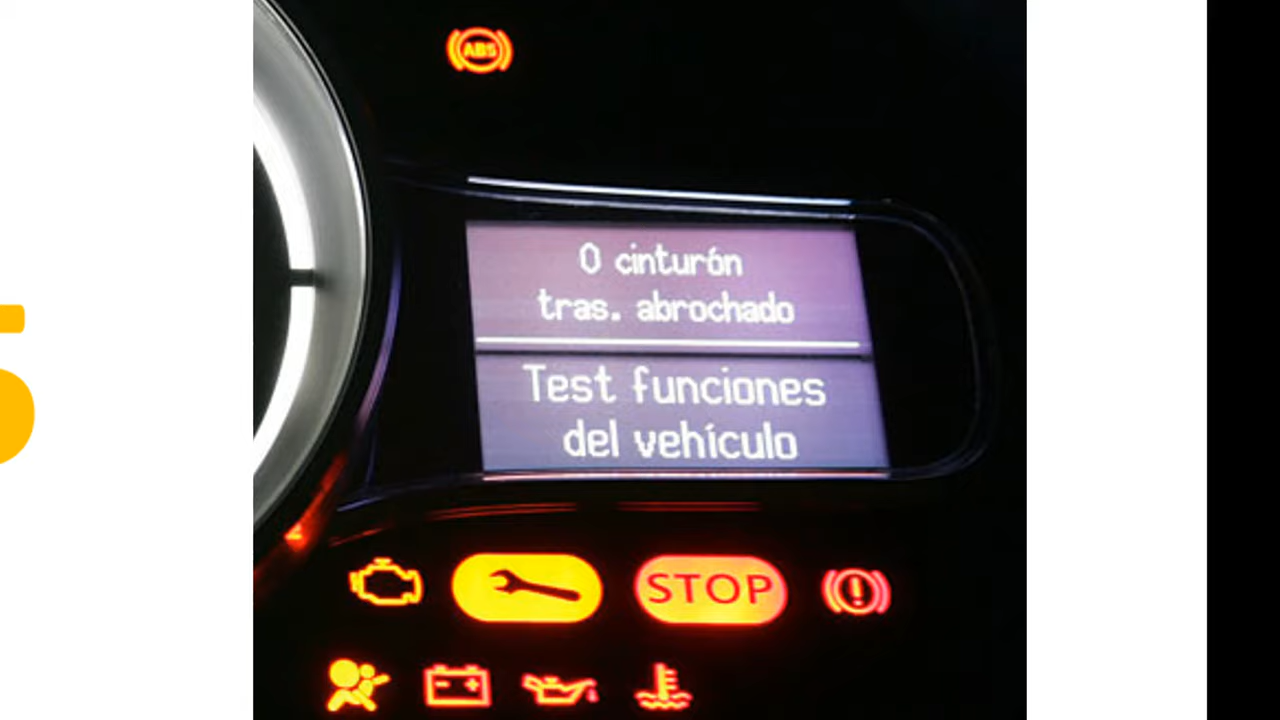 ABS
0 cinturón
tras. abrochado
Test funciones
del vehículo
STOP